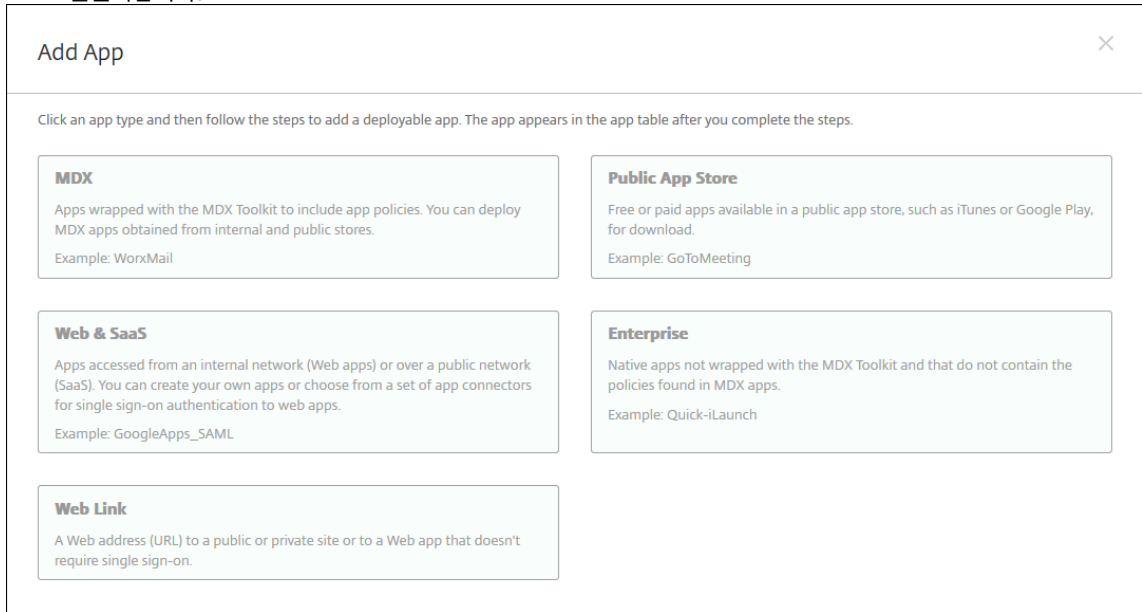 Add App
Click an app type and then follow the steps to add a deployable app. The app appears in the app table after you complete the steps.
MDX
Apps wrapped with the MDX Toolkit to include app policies. You can deploy
MDX apps obtained from internal and public stores.
Example: WorxMail
Public App Store
Free or paid apps available in a public app store, such as iTunes or Google Play,
for download.
Example: GoToMeeting
Web & SaaS
Apps accessed from an internal network (Web apps) or over a public network
(SaaS). You can create your own apps or choose from a set of app connectors
for single sign-on authentication to web apps.
Example: GoogleApps_SAML
Enterprise
Native apps not wrapped with the MDX Toolkit and that do not contain the
policies found in MDX apps.
Example: Quick-iLaunch
Web Link
A Web address (URL) to a public or private site or to a Web app that doesn't
require single sign-on.